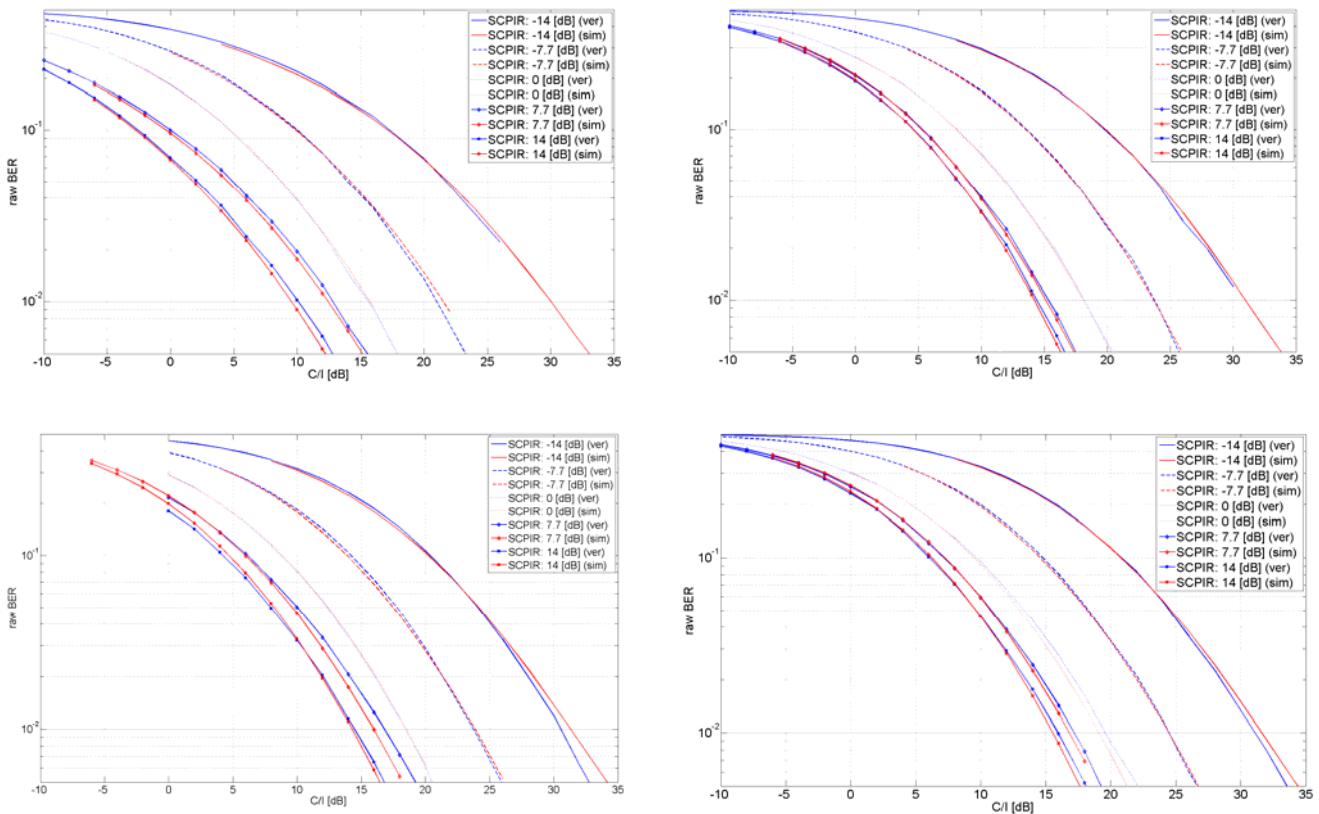 SCPIR: -14 [dB] (ver)
SCPIR: -14 [dB] (sim)
SCPIR: -7.7 [dB] (ver)
SCPIR: -7.7 [dB] (sim)
SCPIR: 0 [dB] (ver)
SCPIR: 0 [dB] (sim)
SCPIR: 7.7 [dB] (ver)
SCPIR: 7.7 [dB] (sim)
SCPIR: 14 [dB] (ver)
SCPIR: 14 [dB] (sim)
raw BER
10-1
10-2
-10 -5 0 5 10 15 20 25 30 35
C/I [dB]
SCPIR: -14 [dB] (ver)
SCPIR: -14 [dB] (sim)
SCPIR: -7.7 [dB] (ver)
SCPIR: -7.7 [dB] (sim)
SCPIR: 0 [dB] (ver)
SCPIR: 0 [dB] (sim)
SCPIR: 7.7 [dB] (ver)
SCPIR: 7.7 [dB] (sim)
SCPIR: 14 [dB] (ver)
SCPIR: 14 [dB] (sim)
raw BER
10-1
10-2
-10 -5 0 5 10 15 20 25 30 35
C/I [dB]
SCPIR: -14 [dB] (ver)
SCPIR: -14 [dB] (sim)
SCPIR: -7.7 [dB] (ver)
SCPIR: -7.7 [dB] (sim)
SCPIR: 0 [dB] (ver)
SCPIR: 0 [dB] (sim)
SCPIR: 7.7 [dB] (ver)
SCPIR: 7.7 [dB] (sim)
SCPIR: 14 [dB] (ver)
SCPIR: 14 [dB] (sim)
raw BER
10-1
10-2
-10 -5 0 5 10 15 20 25 30 35
C/I [dB]
SCPIR: -14 [dB] (ver)
SCPIR: -14 [dB] (sim)
SCPIR: -7.7 [dB] (ver)
SCPIR: -7.7 [dB] (sim)
SCPIR: 0 [dB] (ver)
SCPIR: 0 [dB] (sim)
SCPIR: 7.7 [dB] (ver)
SCPIR: 7.7 [dB] (sim)
SCPIR: 14 [dB] (ver)
SCPIR: 14 [dB] (sim)
raw BER
10-1
10-2
-10 -5 0 5 10 15 20 25 30 35
C/I [dB]